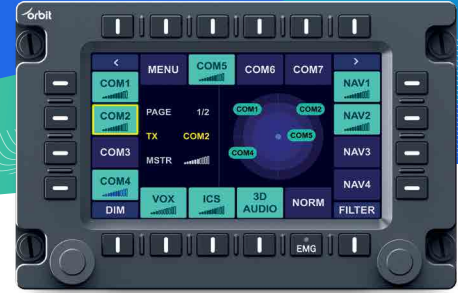 orbit
< MENU COM5 COM6 COM7 >
COM1 NAV1
COM2 PAGE 1/2 COM1 COM2 NAV2
TX COM2 COM5
COM3 MSTR COM4 NAV3
COM4 NAV4
DIM VOX ICS 3D AUDIO NORM FILTER
EMG